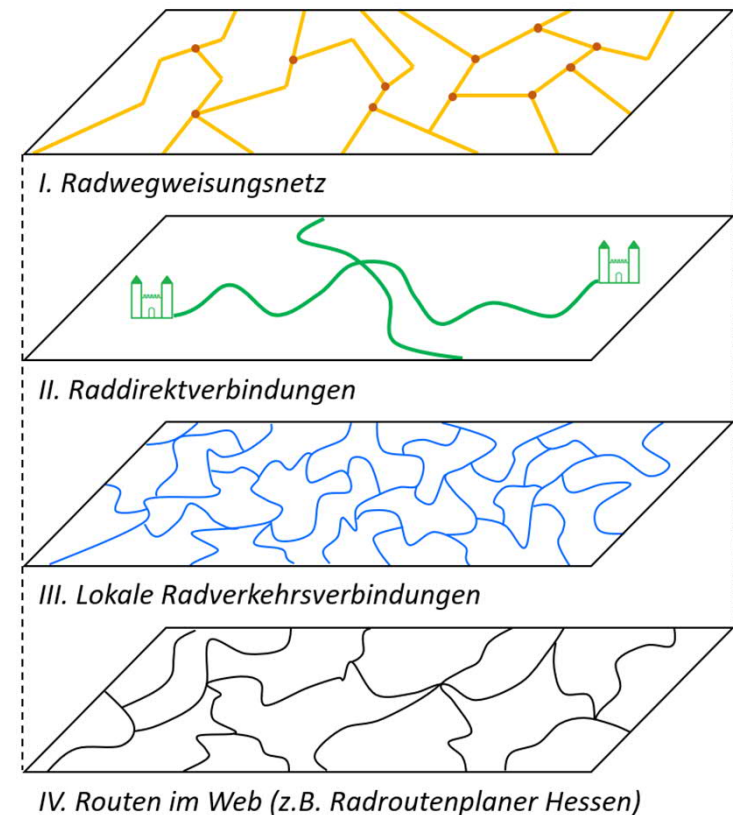 I. Radwegweisungsnetz
II. Raddirektverbindungen
III. Lokale Radverkehrsverbindungen
IV. Routen im Web (z.B. Radroutenplaner Hessen)